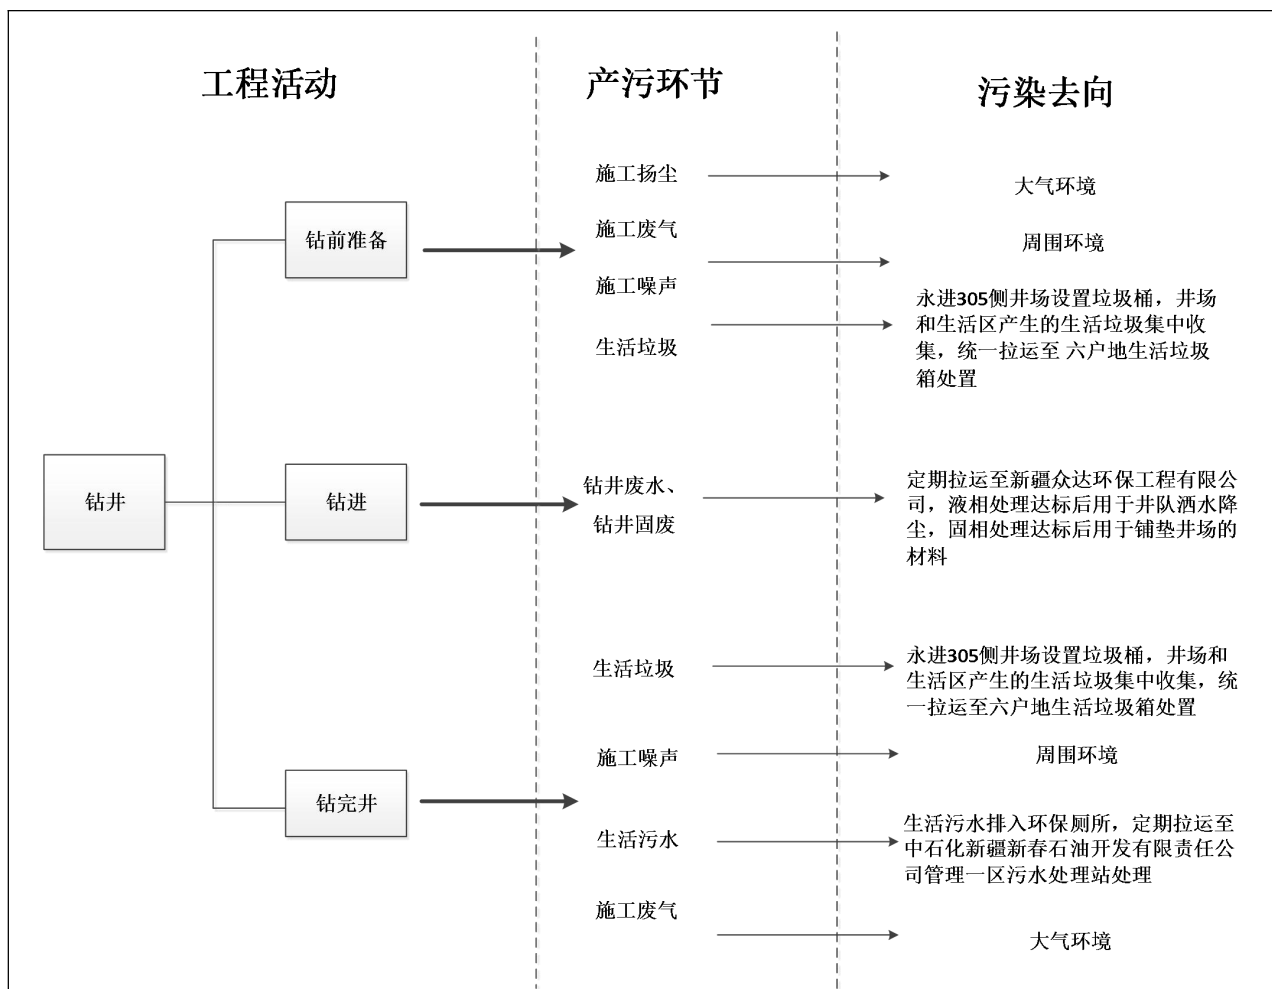 工程活动
产污环节
污染去向
钻井
钻前准备
施工扬尘
大气环境
施工废气
施工噪声
周围环境
生活垃圾
永进305侧井场设置垃圾桶，井场
和生活区产生的生活垃圾集中收
集，统一拉运至 六户地生活垃圾
箱处置
钻进
钻井废水、
钻井固废
定期拉运至新疆众达环保工程有限公
司，液相处理达标后用于井队洒水降
尘，固相处理达标后用于铺垫井场的
材料
钻完井
生活垃圾
永进305侧井场设置垃圾桶，井场和
生活区产生的生活垃圾集中收集，统
一拉运至六户地生活垃圾箱处置
施工噪声
周围环境
生活污水
生活污水排入环保厕所，定期拉运至
中石化新疆新春石油开发有限责任公
司管理一区污水处理站处理
施工废气
大气环境